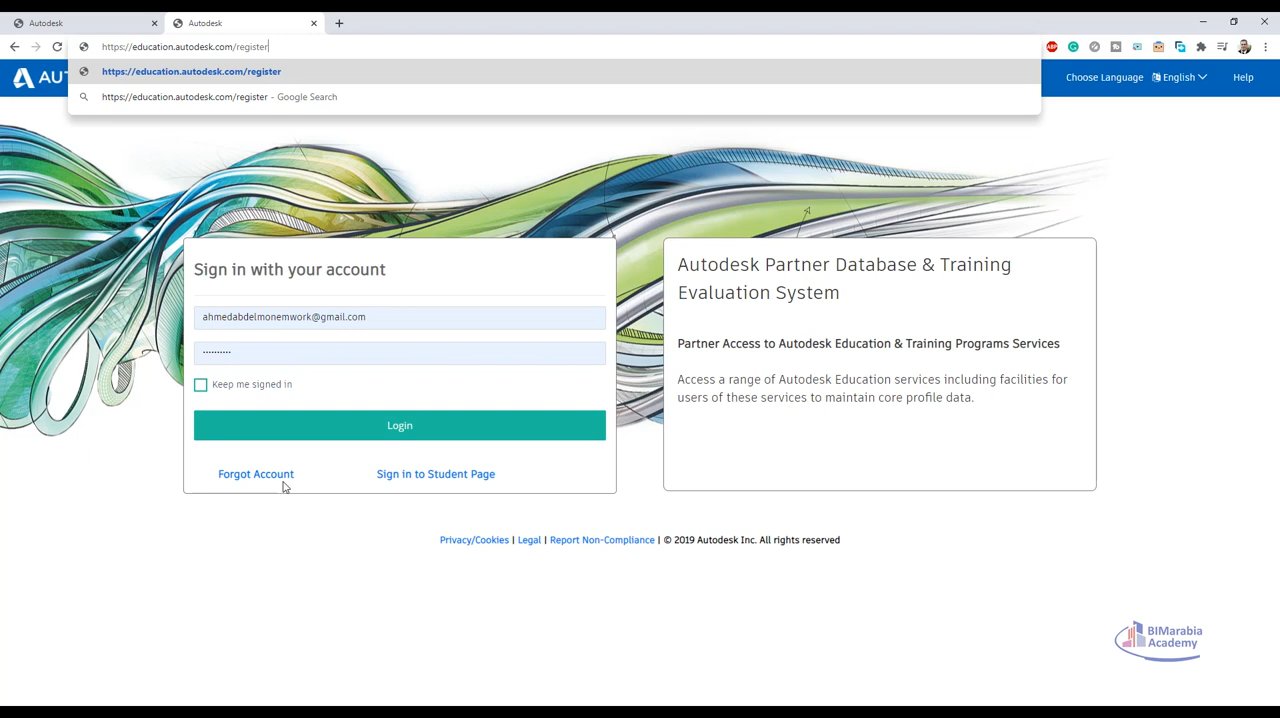 Autodesk
Autodesk
https://education.autodesk.com/register
https://education.autodesk.com/register
https://education.autodesk.com/register - Google Search
AUT
Choose Language
English
Help
ABP
Sign in with your account
ahmedabdelmonemwork@gmail.com
••••••••••
Keep me signed in
Login
Forgot Account
Sign in to Student Page
Autodesk Partner Database & Training
Evaluation System
Partner Access to Autodesk Education & Training Programs Services
Access a range of Autodesk Education services including facilities for
users of these services to maintain core profile data.
Privacy/Cookies | Legal | Report Non-Compliance | © 2019 Autodesk Inc. All rights reserved
BIMarabia
Academy